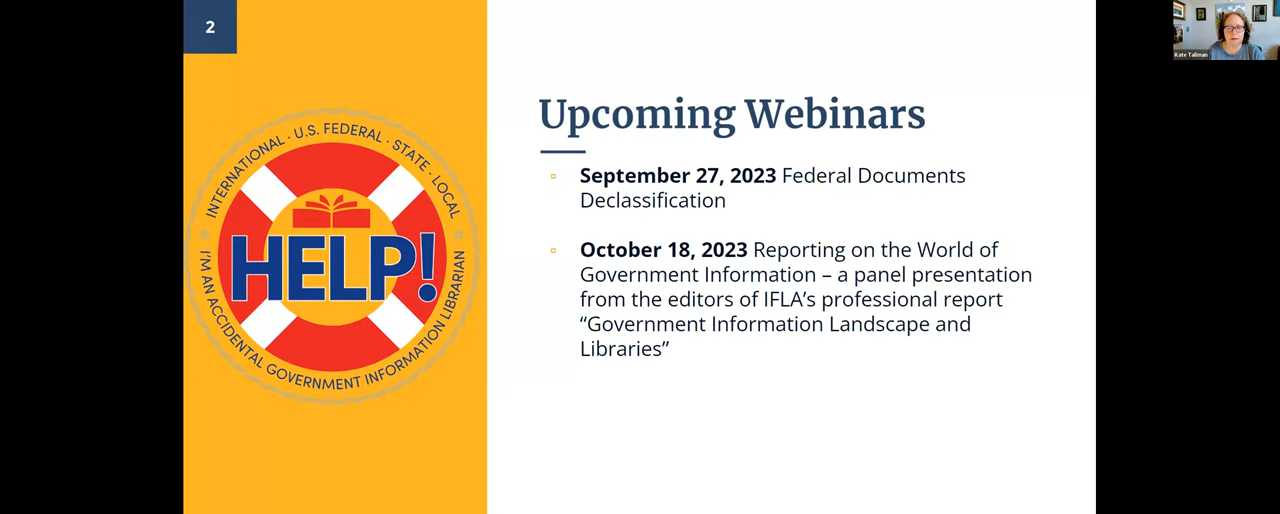 2
INTERNATIONAL · U.S. FEDERAL · STATE · LOCAL
HELP!
I'M AN ACCIDENTAL GOVERNMENT INFORMATION LIBRARIAN
Upcoming Webinars
September 27, 2023 Federal Documents
Declassification
October 18, 2023 Reporting on the World of
Government Information – a panel presentation
from the editors of IFLA’s professional report
“Government Information Landscape and
Libraries”
Kate Tallman